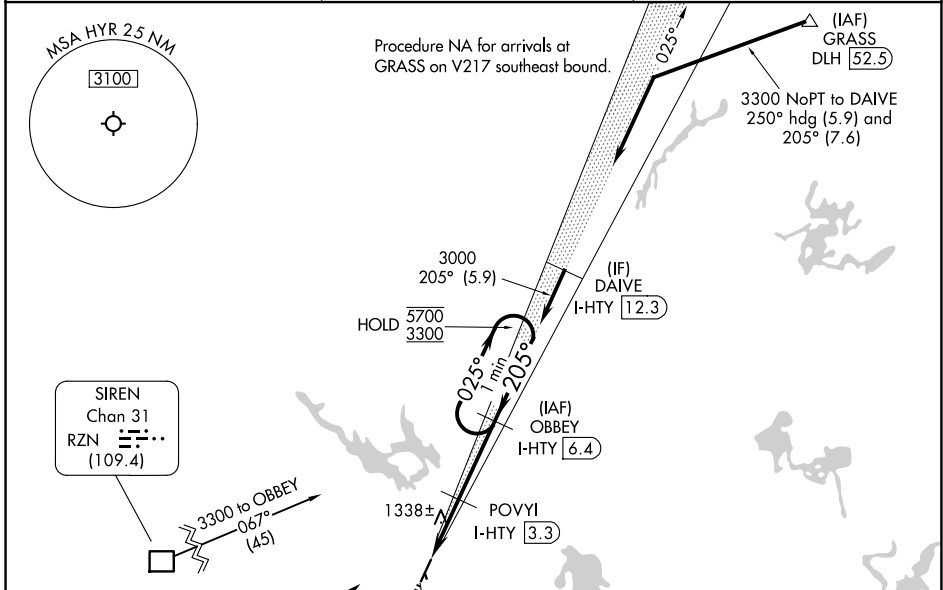 MSA HYR 25 NM
3100
Procedure NA for arrivals at
GRASS on V217 southeast bound.
025°
(IAF)
GRASS
DLH 52.5
3300 NoPT to DAIVE
250° hdg (5.9) and
205° (7.6)
3000
205° (5.9)
(IF)
DAIVE
I-HTY 12.3
HOLD 5700
3300
025°
1 min
205°
(IAF)
OBBEY
I-HTY 6.4
SIREN
Chan 31
RZN
(109.4)
3300 to OBBEY
067°
(45)
1338±
POVYI
I-HTY 3.3